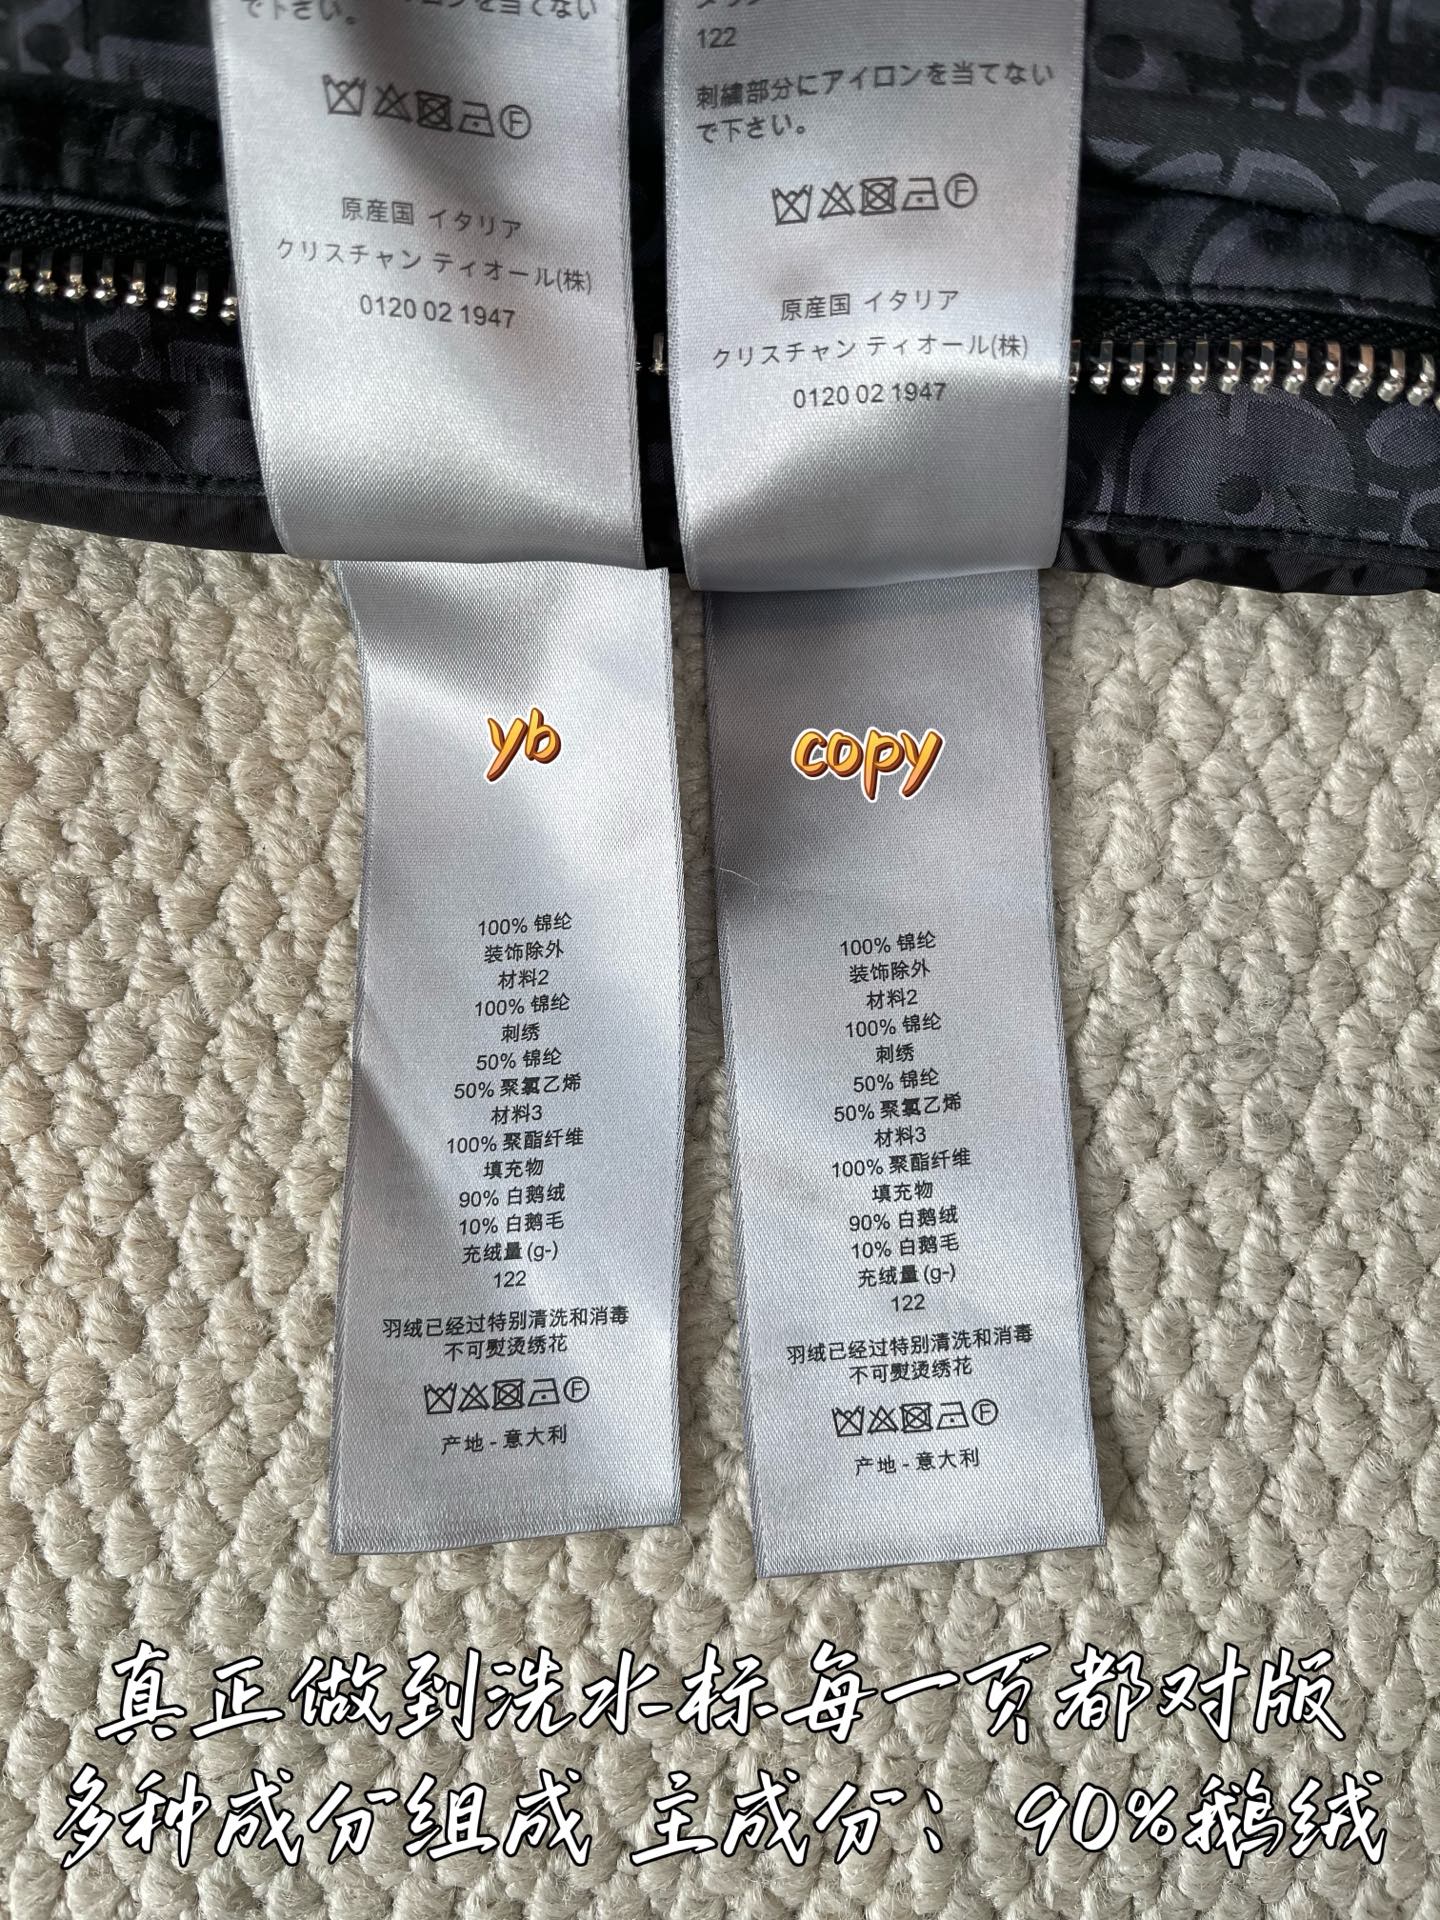 で下さい。
イロンを当てない
原産国 イタリア
クリスチャン ティオール(株)
0120 02 1947
122
刺繍部分にアイロンを当てない
で下さい。
原産国 イタリア
クリスチャン ティオール(株)
0120 02 1947
yb
100% 锦纶
装饰除外
材料2
100% 锦纶
刺绣
50% 锦纶
50% 聚氯乙烯
材料3
100% 聚酯纤维
填充物
90% 白鹅绒
10% 白鹅毛
充绒量 (g-)
122
羽绒已经过特别清洗和消毒
不可熨烫绣花
产地 - 意大利
copy
100% 锦纶
装饰除外
材料2
100% 锦纶
刺绣
50% 锦纶
50% 聚氯乙烯
材料3
100% 聚酯纤维
填充物
90% 白鹅绒
10% 白鹅毛
充绒量 (g-)
122
羽绒已经过特别清洗和消毒
不可熨烫绣花
产地 - 意大利
真正做到洗水标每一页都对版
多种成分组成 主成分、90%鹅绒